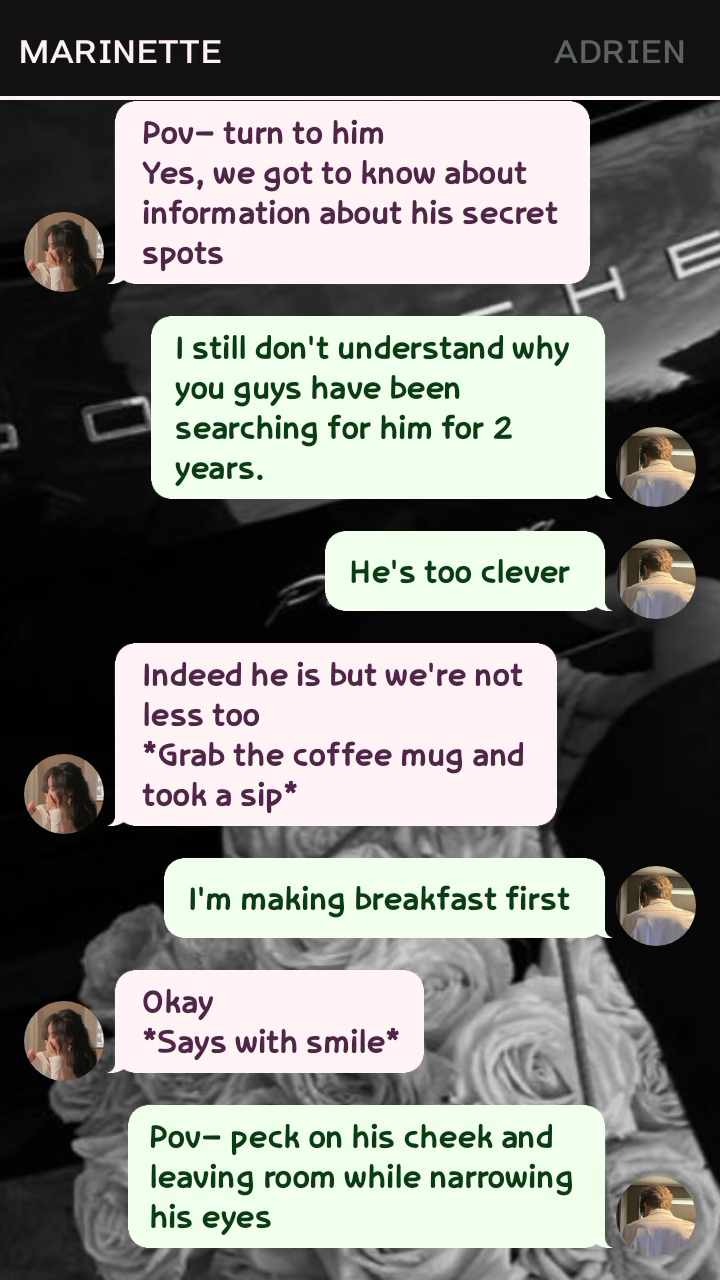 MARINETTE
ADRIEN
Pov– turn to him
Yes, we got to know about
information about his secret
spots
I still don't understand why
you guys have been
searching for him for 2
years.
He's too clever
Indeed he is but we're not
less too
*Grab the coffee mug and
took a sip*
I'm making breakfast first
Okay
*Says with smile*
Pov– peck on his cheek and
leaving room while narrowing
his eyes